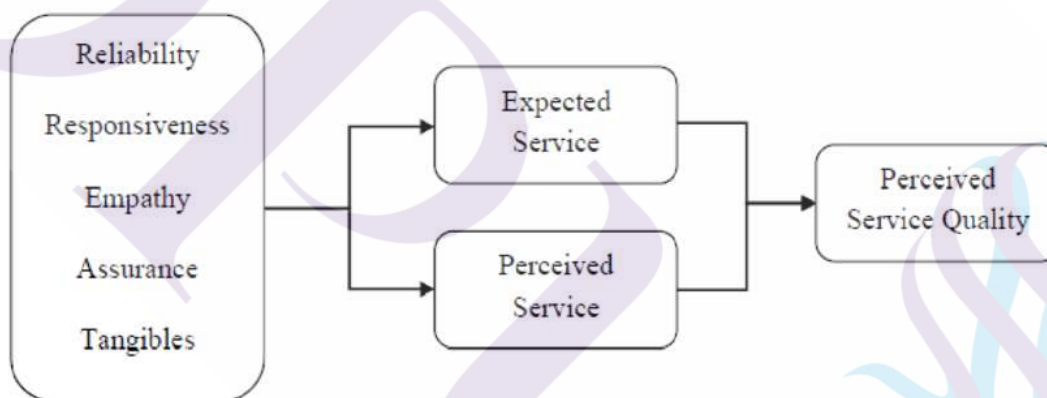 Reliability
Responsiveness
Empathy
Assurance
Tangibles
Expected
Service
Perceived
Service
Perceived
Service Quality